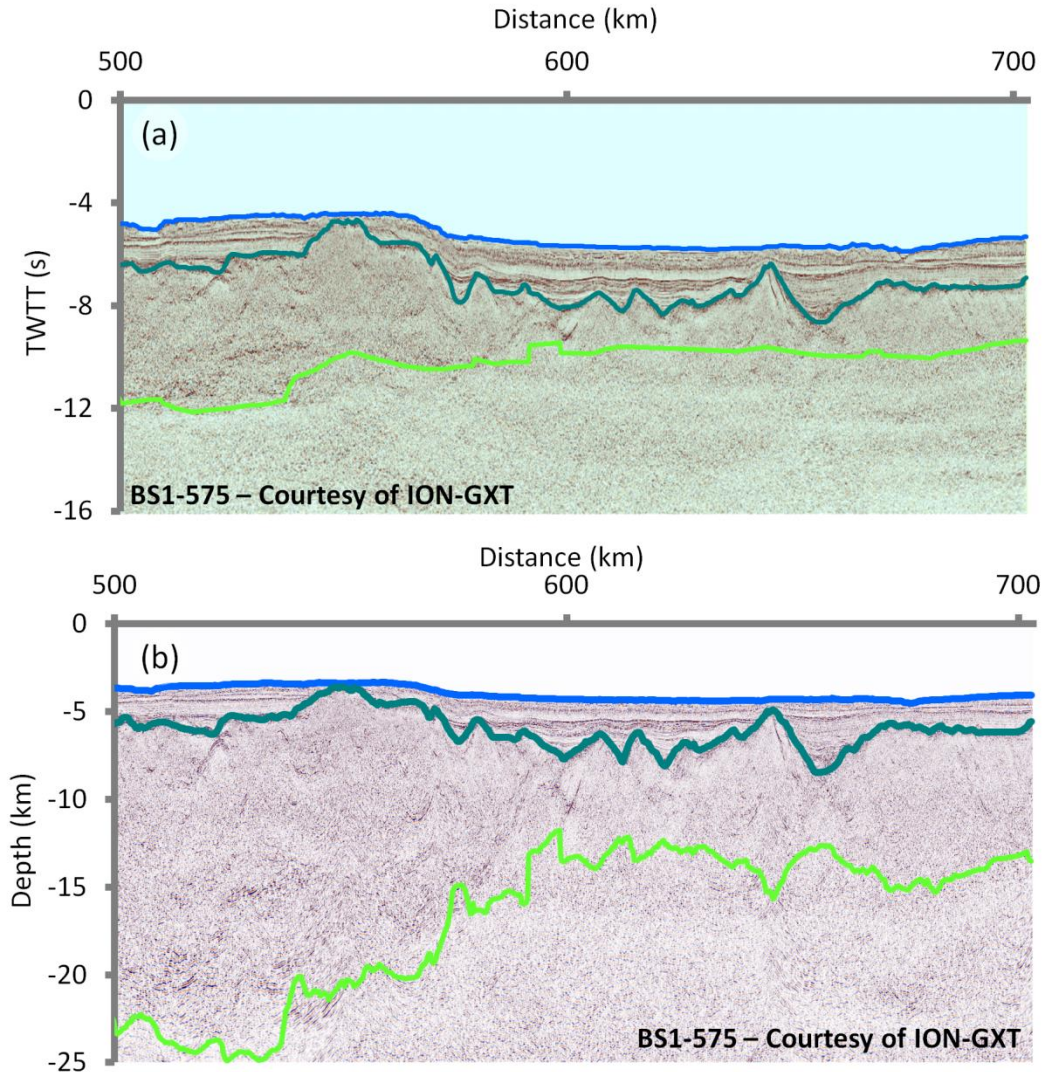 Distance (km)
500 600 700
0
(a)
-4
TWTT (s)
-8
-12
BS1-575 – Courtesy of ION-GXT
-16
Distance (km)
500 600 700
0
(b)
-5
-10
Depth (km)
-15
-20
BS1-575 – Courtesy of ION-GXT
-25